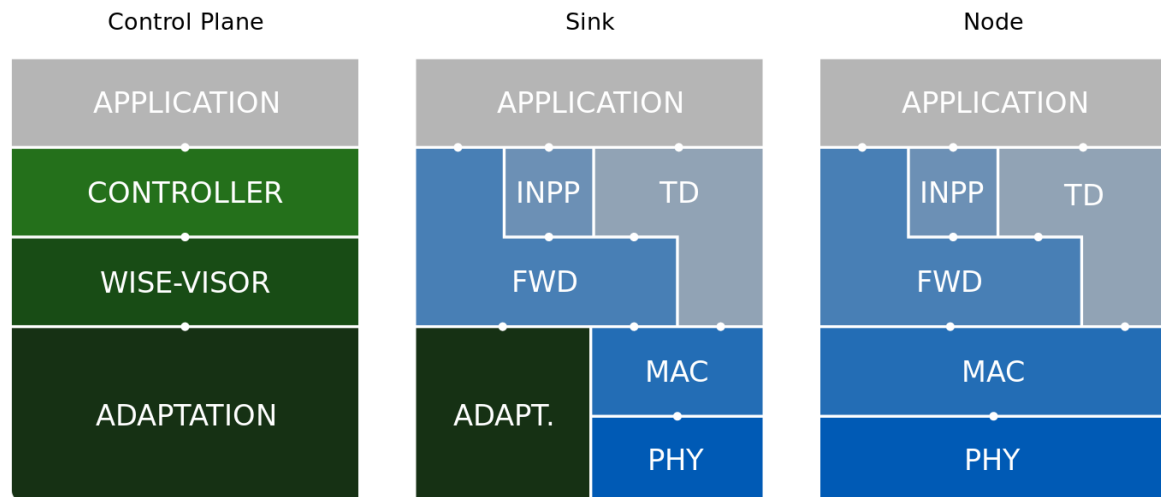 Control Plane
APPLICATION
CONTROLLER
WISE-VISOR
ADAPTATION
Sink
APPLICATION
INPP
TD
FWD
ADAPT.
MAC
PHY
Node
APPLICATION
INPP
TD
FWD
MAC
PHY